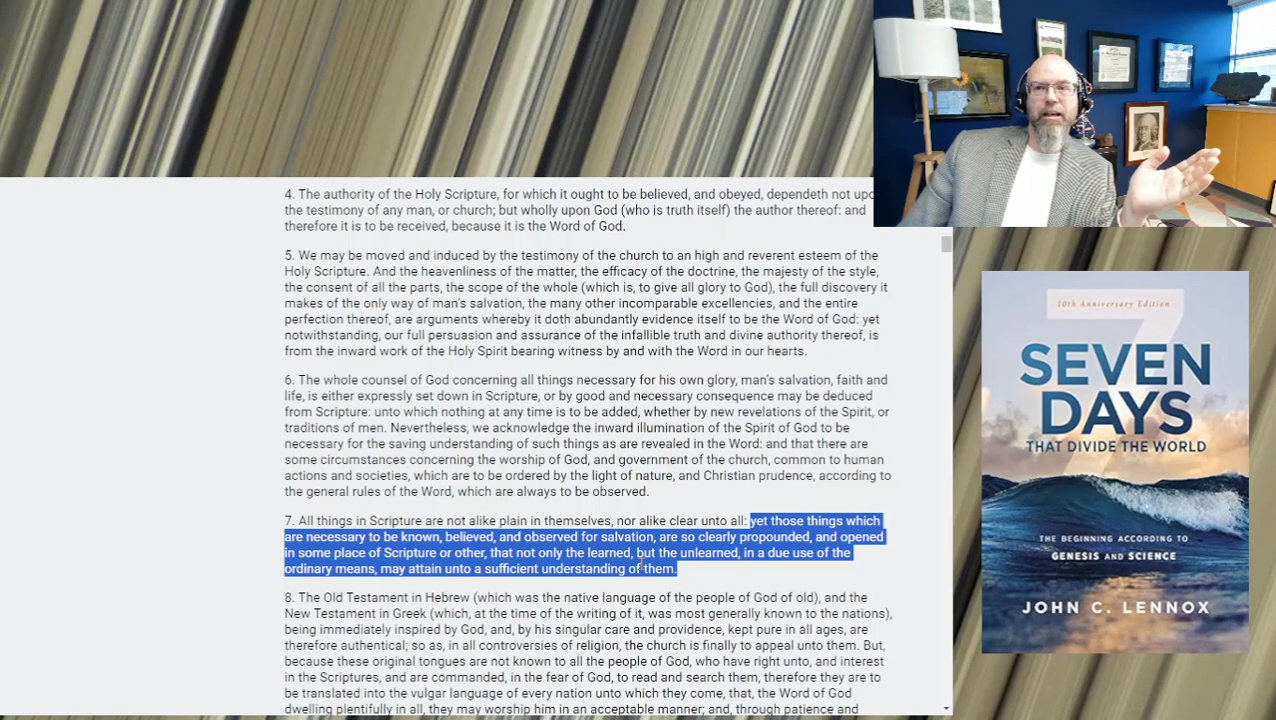 4. The authority of the Holy Scripture, for which it ought to be believed, and obeyed, dependeth not
the testimony of any man, or church; but wholly upon God (who is truth itself) the author thereof: and
therefore it is to be received, because it is the Word of God.
5. We may be moved and induced by the testimony of the church to an high and reverent esteem of the
Holy Scripture. And the heavenliness of the matter, the efficacy of the doctrine, the majesty of the style,
the consent of all the parts, the scope of the whole (which is, to give all glory to God), the full discovery it
makes of the only way of man's salvation, the many other incomparable excellencies, and the entire
perfection thereof, are arguments whereby it doth abundantly evidence itself to be the Word of God: yet
notwithstanding, our full persuasion and assurance of the infallible truth and divine authority thereof, is
from the inward work of the Holy Spirit bearing witness by and with the Word in our hearts.
6. The whole counsel of God concerning all things necessary for his own glory, man's salvation, faith and
life, is either expressly set down in Scripture, or by good and necessary consequence may be deduced
from Scripture: unto which nothing at any time is to be added, whether by new revelations of the Spirit, or
traditions of men. Nevertheless, we acknowledge the inward illumination of the Spirit of God to be
necessary for the saving understanding of such things as are revealed in the Word: and that there are
some circumstances concerning the worship of God, and government of the church, common to human
actions and societies, which are to be ordered by the light of nature, and Christian prudence, according to
the general rules of the Word, which are always to be observed.
7. All things in Scripture are not alike plain in themselves, nor alike clear unto all: yet those things which
are necessary to be known, believed, and observed for salvation, are so clearly propounded, and opened
in some place of Scripture or other, that not only the learned, but the unlearned, in a due use of the
ordinary means, may attain unto a sufficient understanding of them.
8. The Old Testament in Hebrew (which was the native language of the people of God of old), and the
New Testament in Greek (which, at the time of the writing of it, was most generally known to the nations),
being immediately inspired by God, and, by his singular care and providence, kept pure in all ages, are
therefore authentical; so as, in all controversies of religion, the church is finally to appeal unto them. But,
because these original tongues are not known to all the people of God, who have right unto, and interest
in the Scriptures, and are commanded, in the fear of God, to read and search them, therefore they are to
be translated into the vulgar language of every nation unto which they come, that, the Word of God
dwelling plentifully in all, they may worship him in an acceptable manner; and, through patience and
10th Anniversary Edition
7
SEVEN
DAYS
THAT DIVIDE THE WORLD
THE BEGINNING ACCORDING TO
GENESIS AND SCIENCE
JOHN C. LENNOX